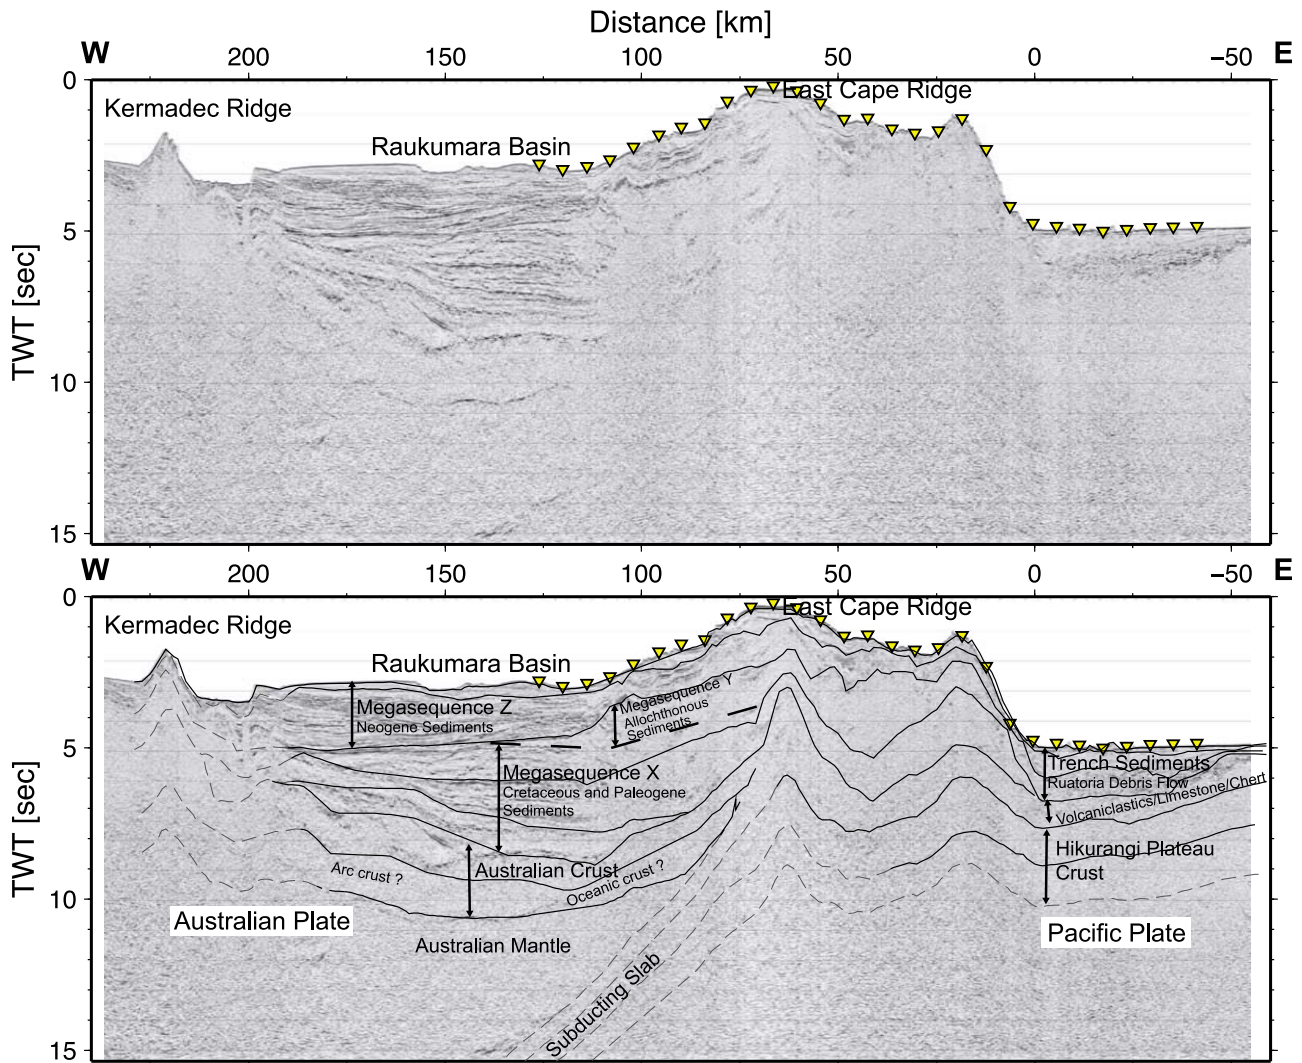 Distance [km]
W 200 150 100 50 0 −50 E
0
Kermadec Ridge
East Cape Ridge
Raukumara Basin
5
TWT [sec]
10
15
W 200 150 100 50 0 −50 E
0
Kermadec Ridge
East Cape Ridge
Raukumara Basin
Megasequence Z
Neogene Sediments
Megasequence Y
Allochthonous
Sediments
5
TWT [sec]
Megasequence X
Cretaceous and Paleogene
Sediments
Trench Sediments
Ruatoria Debris Flow
Volcaniclastics/Limestone/Chert
Hikurangi Plateau
Crust
Arc crust ?
Australian Crust
Oceanic crust ?
10
Australian Plate
Australian Mantle
Pacific Plate
Subducting Slab
15